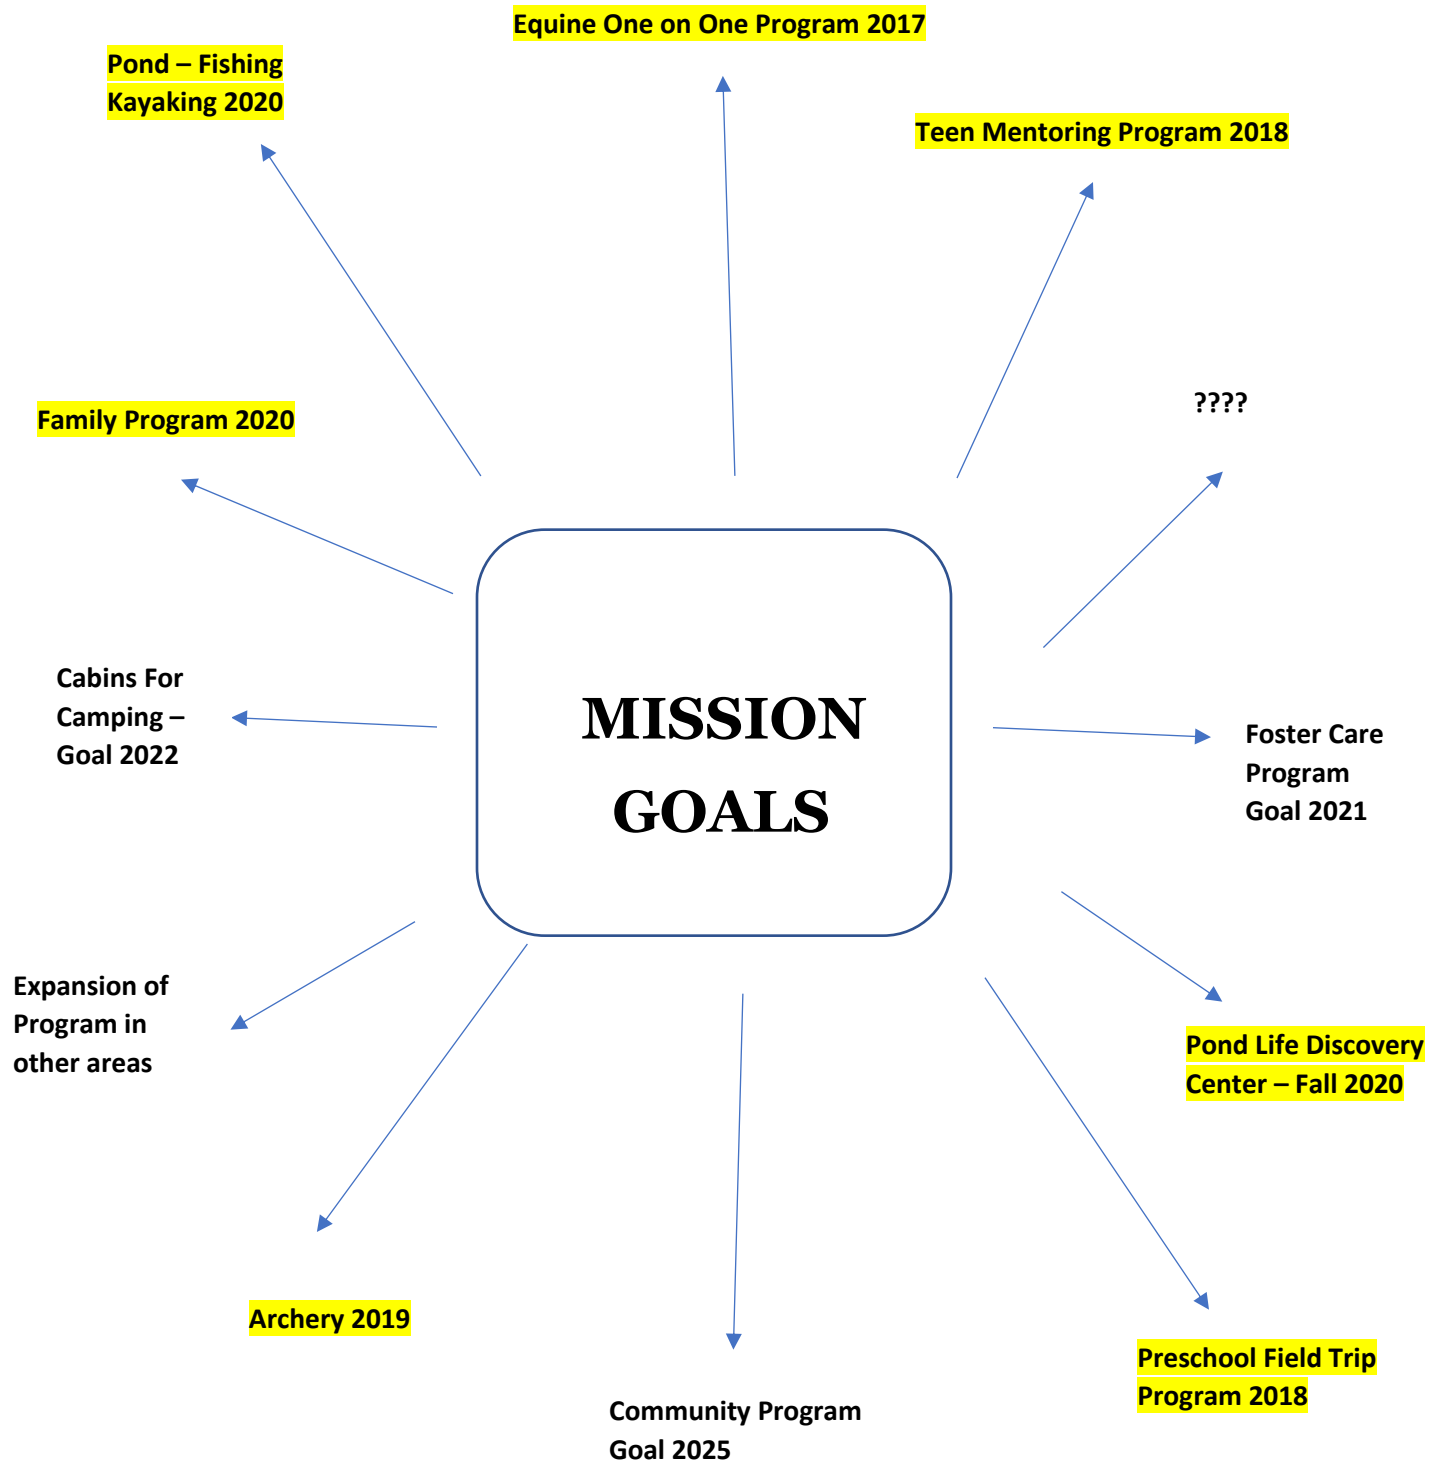 Equine One on One Program 2017
Pond – Fishing
Kayaking 2020
Teen Mentoring Program 2018
????
Family Program 2020
Cabins For
Camping –
Goal 2022
MISSION
GOALS
Foster Care
Program
Goal 2021
Expansion of
Program in
other areas
Pond Life Discovery
Center – Fall 2020
Archery 2019
Preschool Field Trip
Program 2018
Community Program
Goal 2025